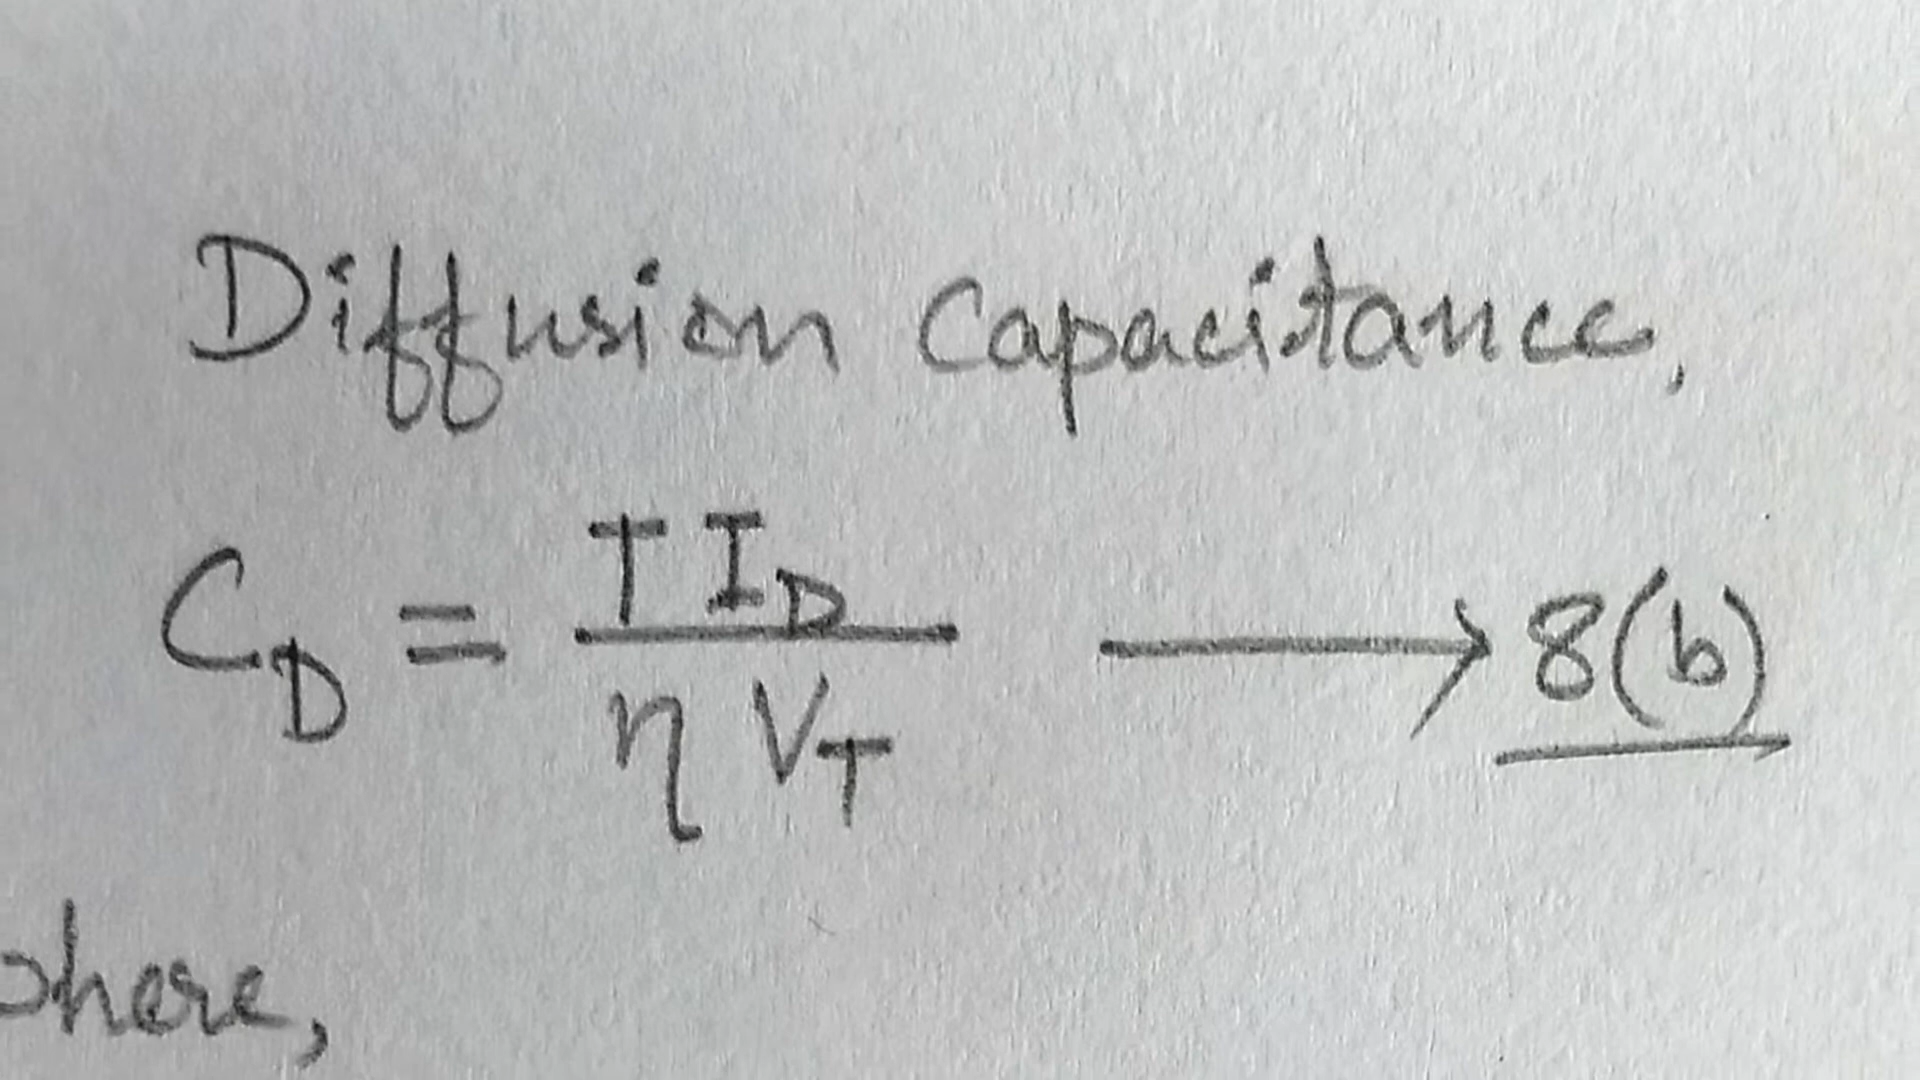 Diffusion Capacitance,
C_D = T I_D / η V_T ⟶ 8(b)
where,